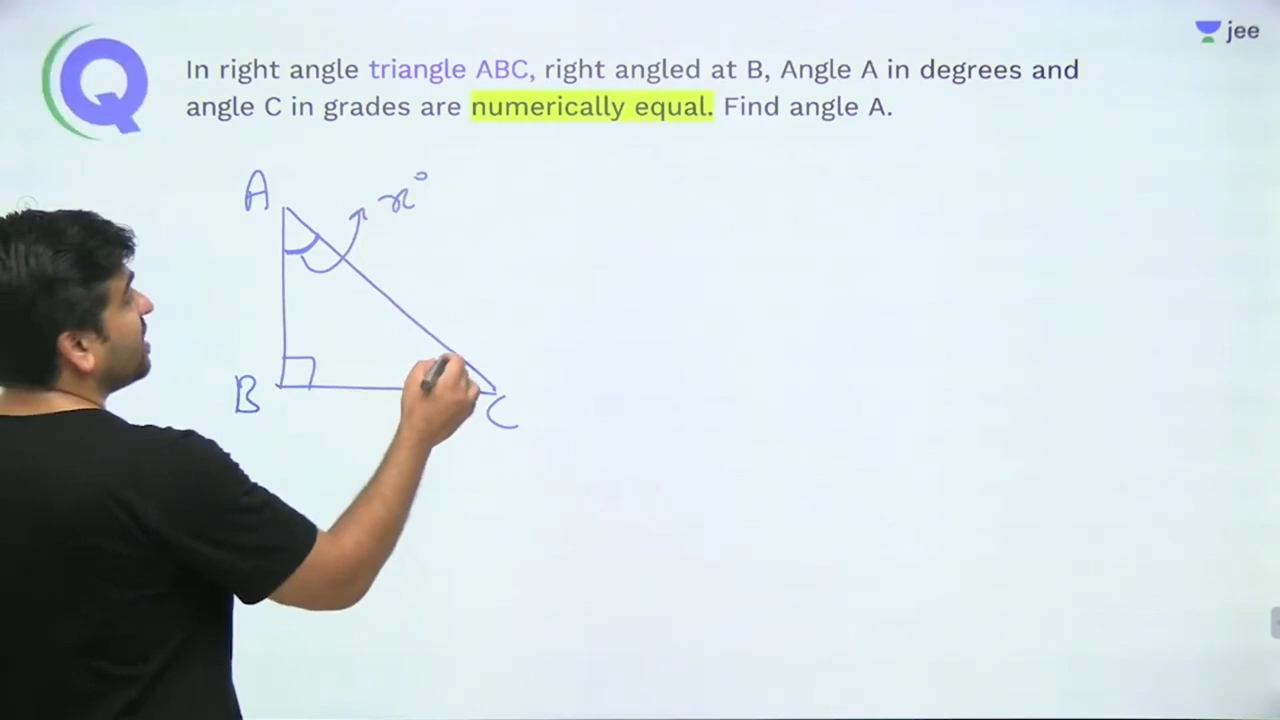 jee
Q
In right angle triangle ABC, right angled at B, Angle A in degrees and
angle C in grades are numerically equal. Find angle A.
A
x°
B
C